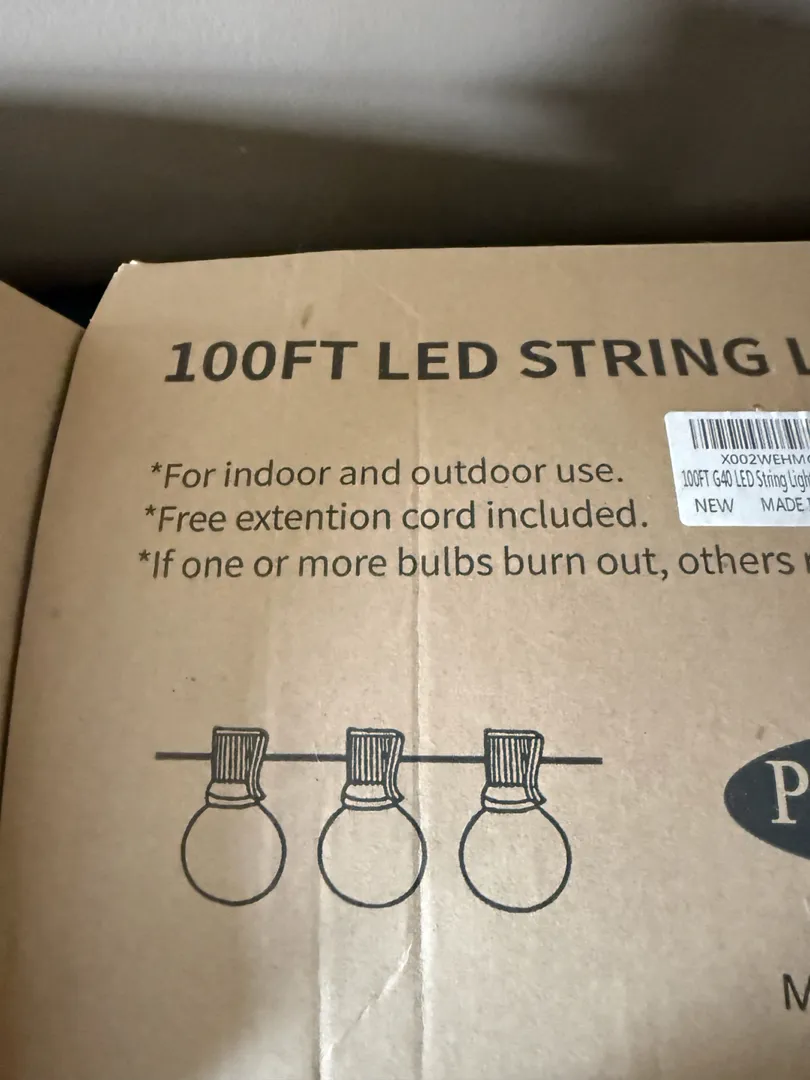 100FT LED STRING L
X002WEHM
100FT G40 LED String Ligh
NEW MADE
*For indoor and outdoor use.
*Free extention cord included.
*If one or more bulbs burn out, others
P
M